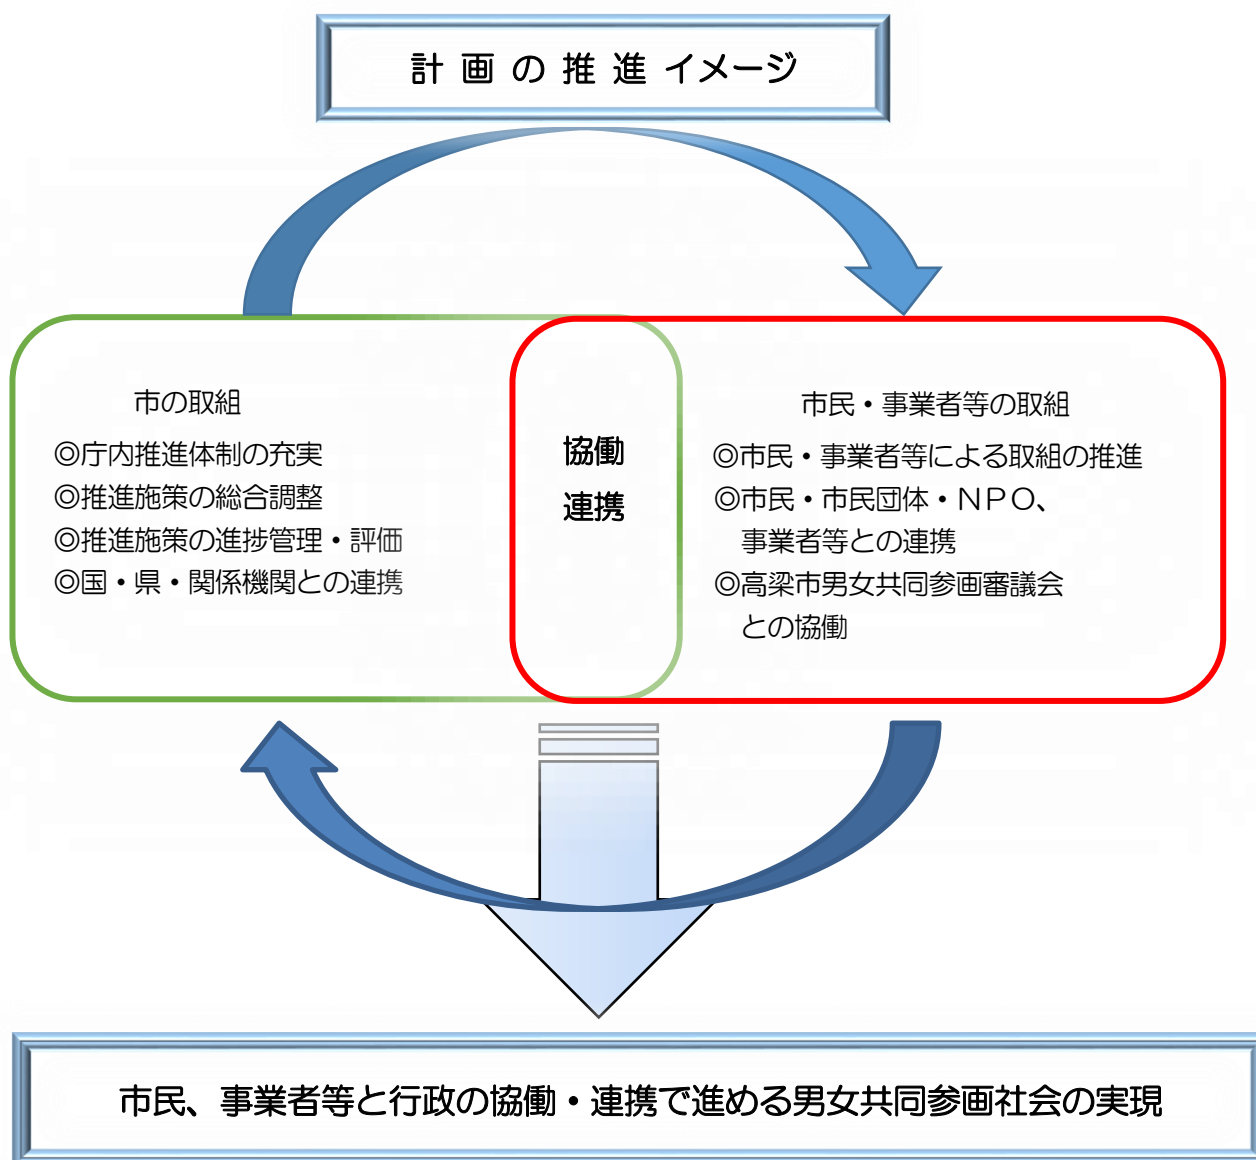 計画の推進イメージ
市の取組
◎庁内推進体制の充実
◎推進施策の総合調整
◎推進施策の進捗管理・評価
◎国・県・関係機関との連携
協働
連携
市民・事業者等の取組
◎市民・事業者等による取組の推進
◎市民・市民団体・ＮＰＯ、
事業者等との連携
◎高梁市男女共同参画審議会
との協働
市民、事業者等と行政の協働・連携で進める男女共同参画社会の実現